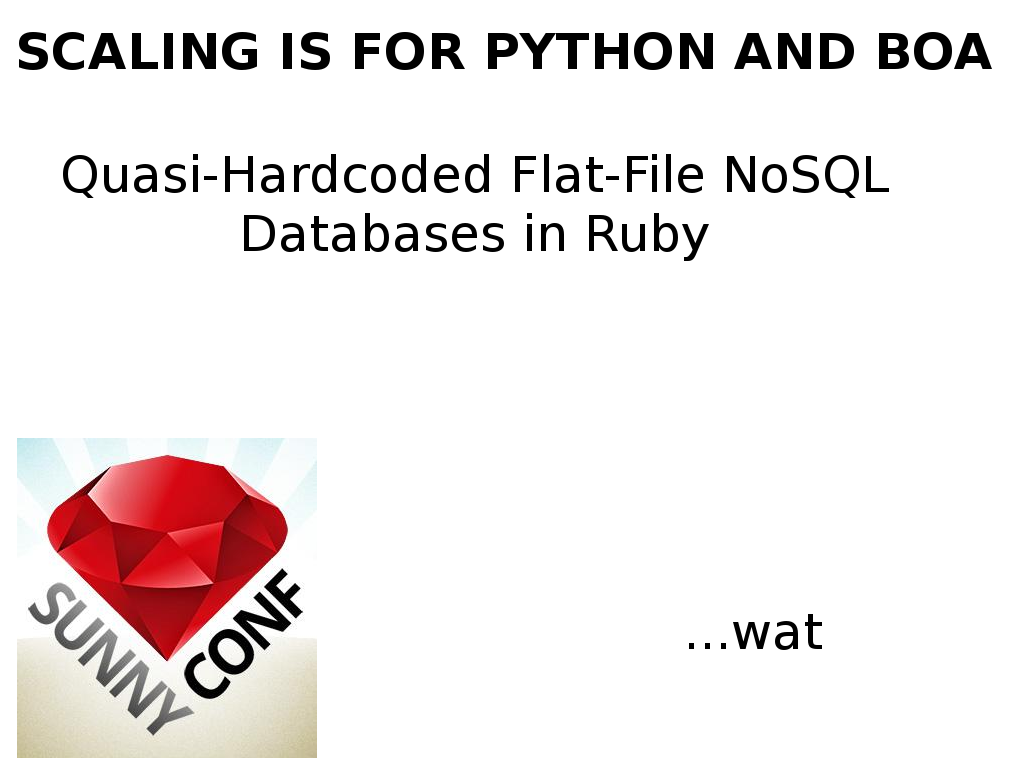 SCALING IS FOR PYTHON AND BOA
Quasi-Hardcoded Flat-File NoSQL
Databases in Ruby
SUNNY
CONF
...wat